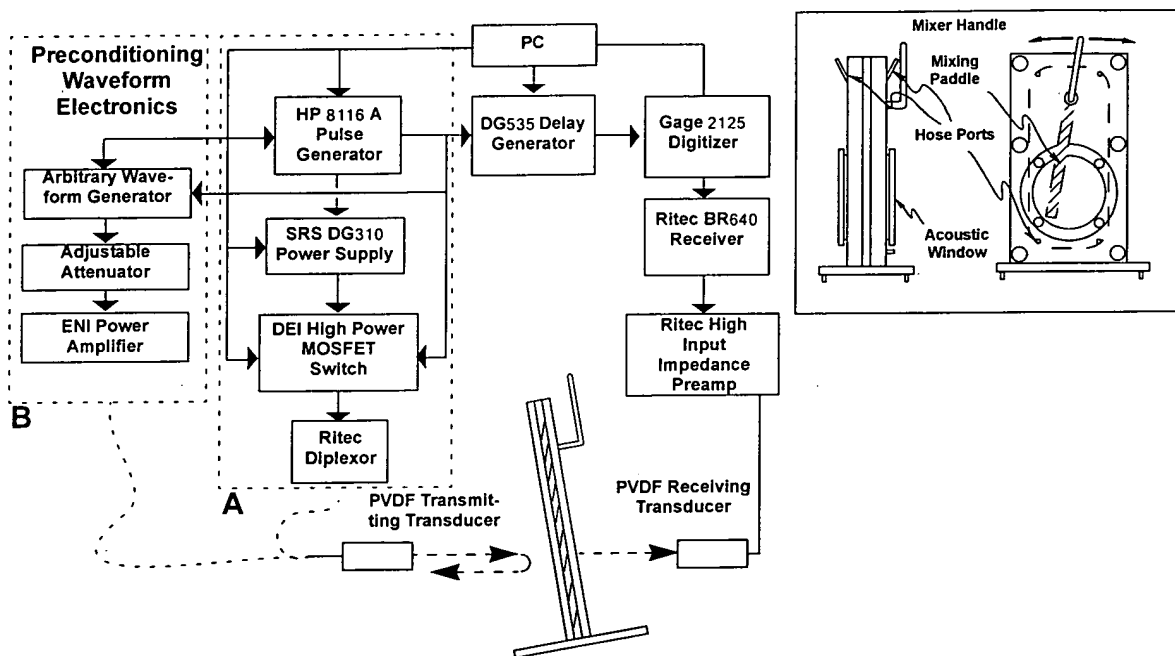 Preconditioning
Waveform
Electronics
Arbitrary Wave-
form Generator
Adjustable
Attenuator
ENI Power
Amplifier
B
HP 8116 A
Pulse
Generator
SRS DG310
Power Supply
DEI High Power
MOSFET
Switch
Ritec
Diplexor
A
PC
DG535 Delay
Generator
Gage 2125
Digitizer
Ritec BR640
Receiver
Ritec High
Input
Impedance
Preamp
PVDF Transmit-
ting Transducer
PVDF Receiving
Transducer
Mixer Handle
Mixing
Paddle
Hose Ports
Acoustic
Window